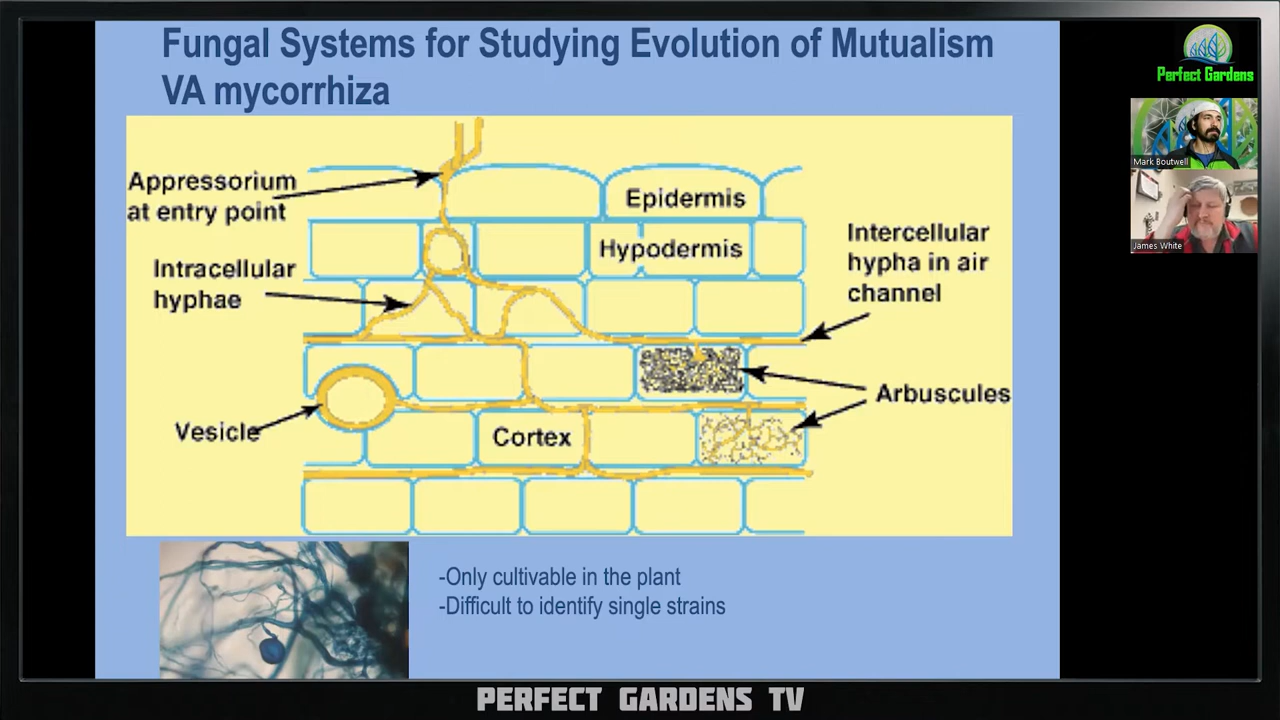 Fungal Systems for Studying Evolution of Mutualism
VA mycorrhiza
Perfect Gardens
Mark Boutwell
James White
Appressorium
at entry point
Epidermis
Hypodermis
Intercellular
hypha in air
channel
Intracellular
hyphae
Arbuscules
Vesicle
Cortex
-Only cultivable in the plant
-Difficult to identify single strains
PERFECT GARDENS TV